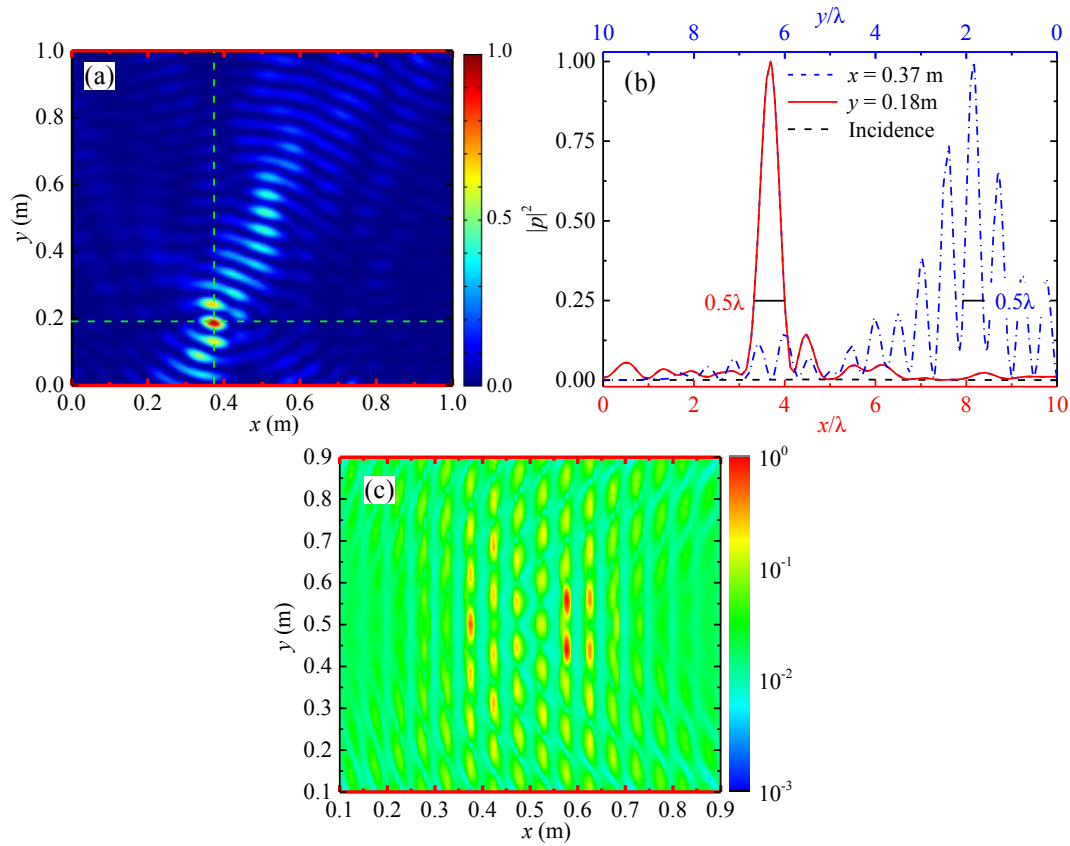 10 8 6 y/λ 4 2 0
1.0 (a) 1.0
0.8
0.6
y (m) 0.5
0.4
0.2
0.0 0.0
0.0 0.2 0.4 0.6 0.8 1.0
x (m)
(b) x = 0.37 m
y = 0.18m
Incidence
1.00
0.75
|p|² 0.50
0.25 0.5λ 0.5λ
0.00
0 2 4 6 8 10
x/λ
0.9 (c) 10⁰
0.8
0.7 10⁻¹
0.6
y (m) 0.5
0.4 10⁻²
0.3
0.2
0.1 10⁻³
0.1 0.2 0.3 0.4 0.5 0.6 0.7 0.8 0.9
x (m)